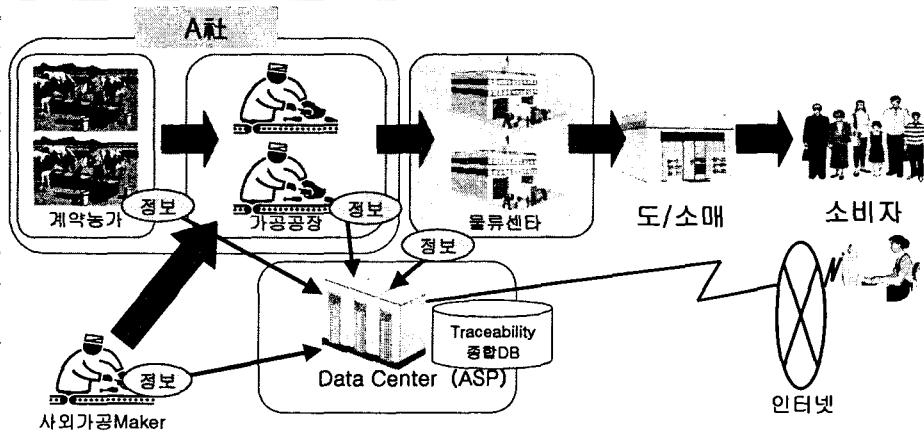 A社
계약농가
정보
가공공장
정보
물류센타
정보
도/소매
소비자
Traceability
종합DB
Data Center (ASP)
정보
사외가공Maker
인터넷